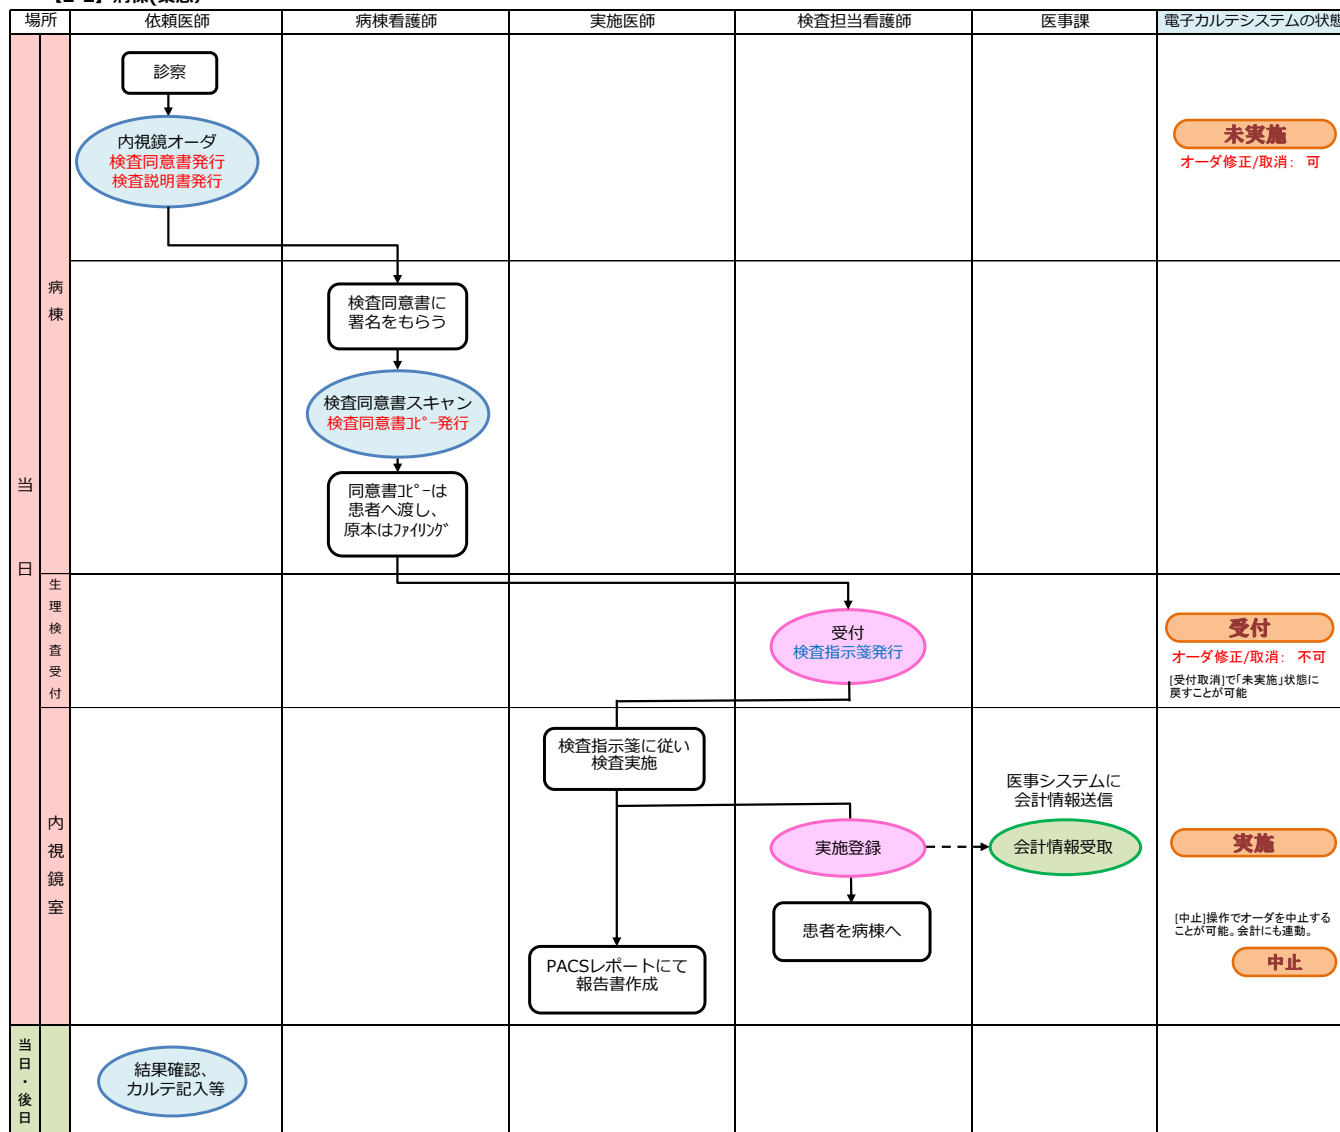 場所
依頼医師
病棟看護師
実施医師
検査担当看護師
医事課
電子カルテシステムの状態
当日
病棟
診察
内視鏡オーダ
検査同意書発行
検査説明書発行
未実施
オーダ修正/取消： 可
検査同意書に
署名をもらう
検査同意書スキャン
検査同意書ｺﾋﾟｰ発行
同意書ｺﾋﾟｰは
患者へ渡し、
原本はﾌｧｲﾘﾝｸﾞ
生理検査受付
受付
検査指示箋発行
受付
オーダ修正/取消： 不可
[受付取消]で「未実施」状態に
戻すことが可能
内視鏡室
検査指示箋に従い
検査実施
医事システムに
会計情報送信
実施登録
会計情報受取
実施
患者を病棟へ
[中止]操作でオーダを中止する
ことが可能。会計にも連動。
中止
PACSレポートにて
報告書作成
当日・後日
結果確認、
カルテ記入等